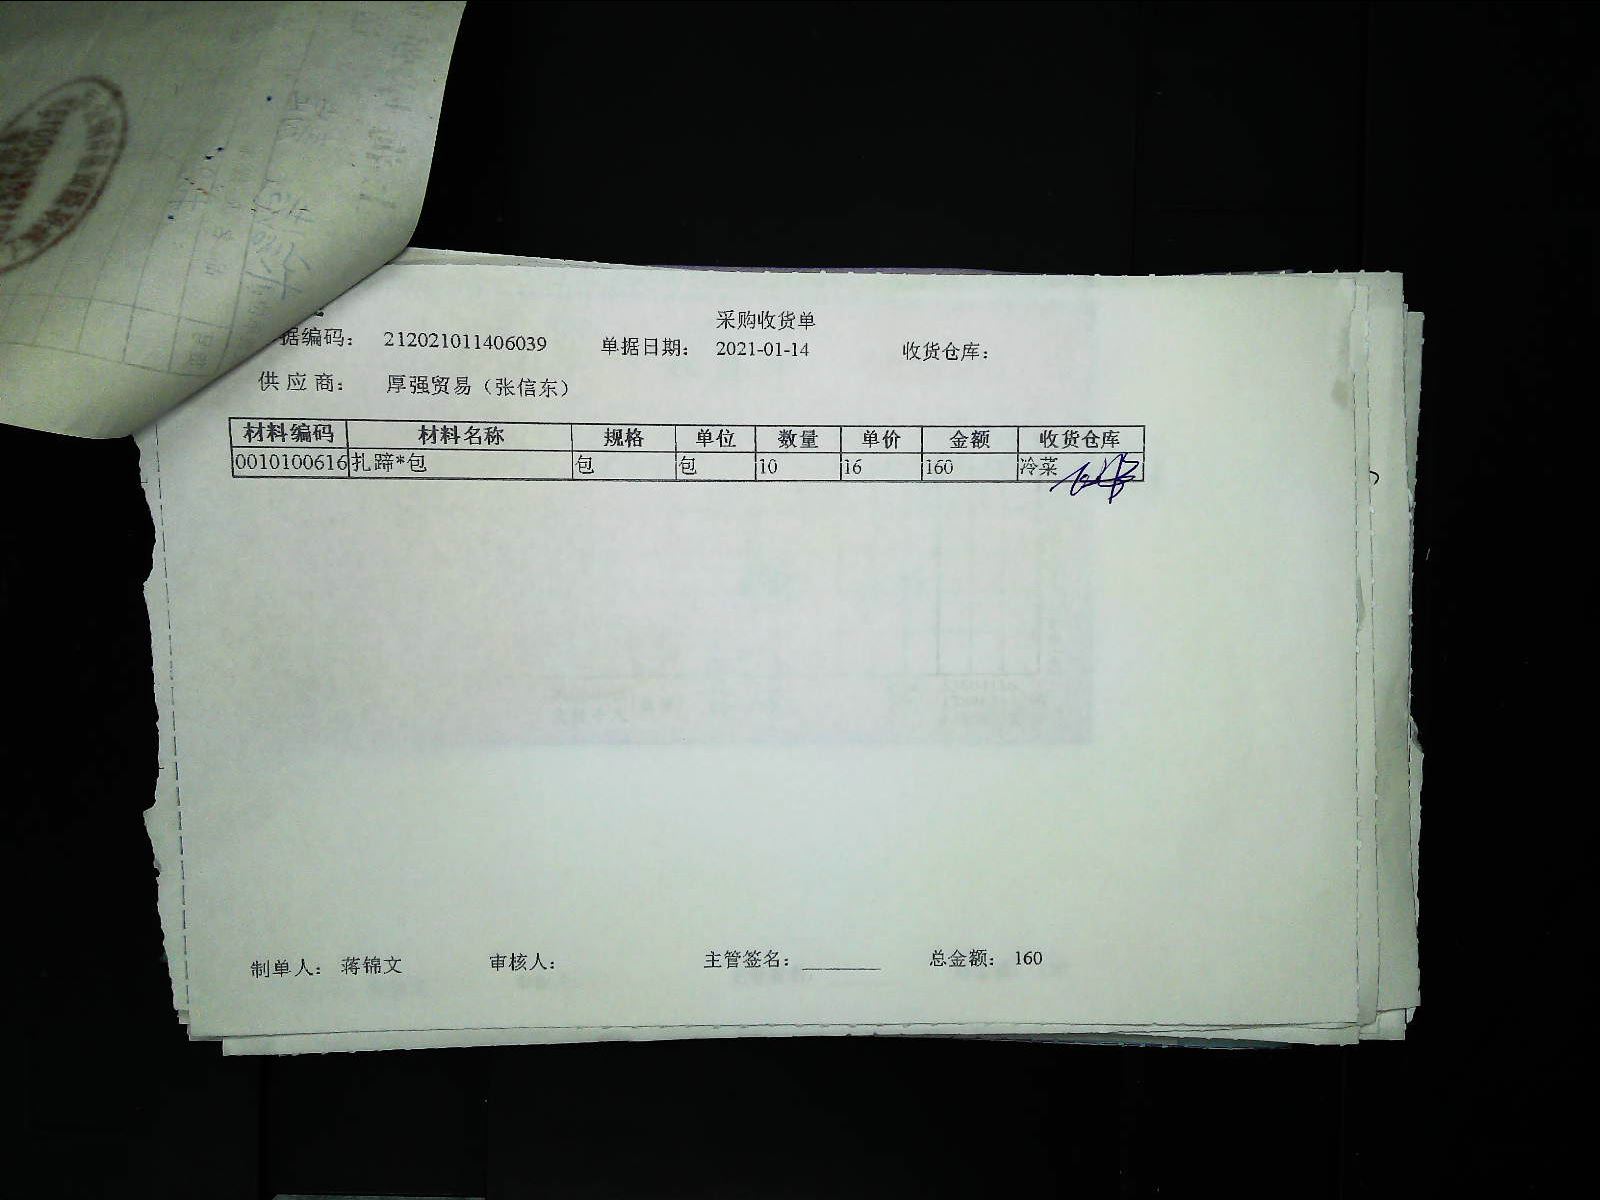 采购收货单
据编码： 212021011406039 单据日期： 2021-01-14 收货仓库：
供应商： 厚强贸易（张信东）
材料编码 材料名称 规格 单位 数量 单价 金额 收货仓库
0010100616 扎蹄*包 包 包 10 16 160 冷菜
制单人： 蒋锦文 审核人： 主管签名： 总金额： 160